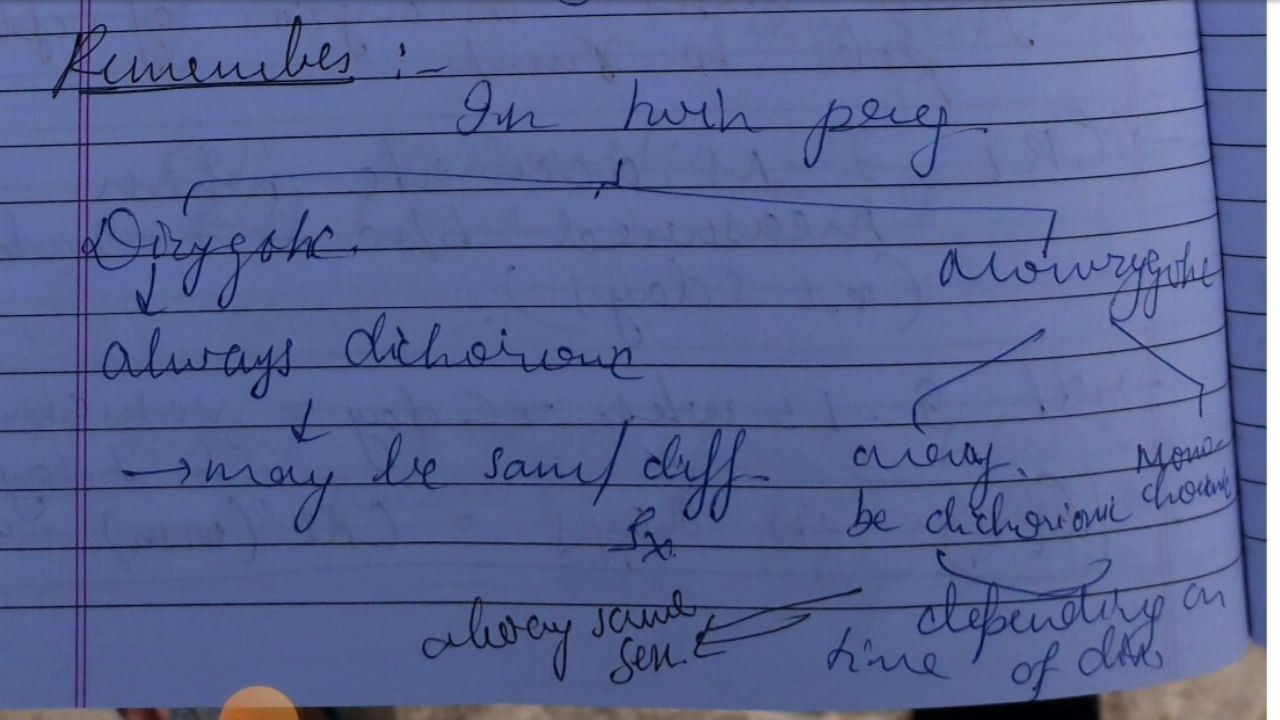 Remember :-
In twin preg
Dizygotic
Monozygotic
always dichorionic
→ may be same/diff.
Sx.
may
be dichorionic
Mono-
chorionic
depending on
time of div.
always same
sex.